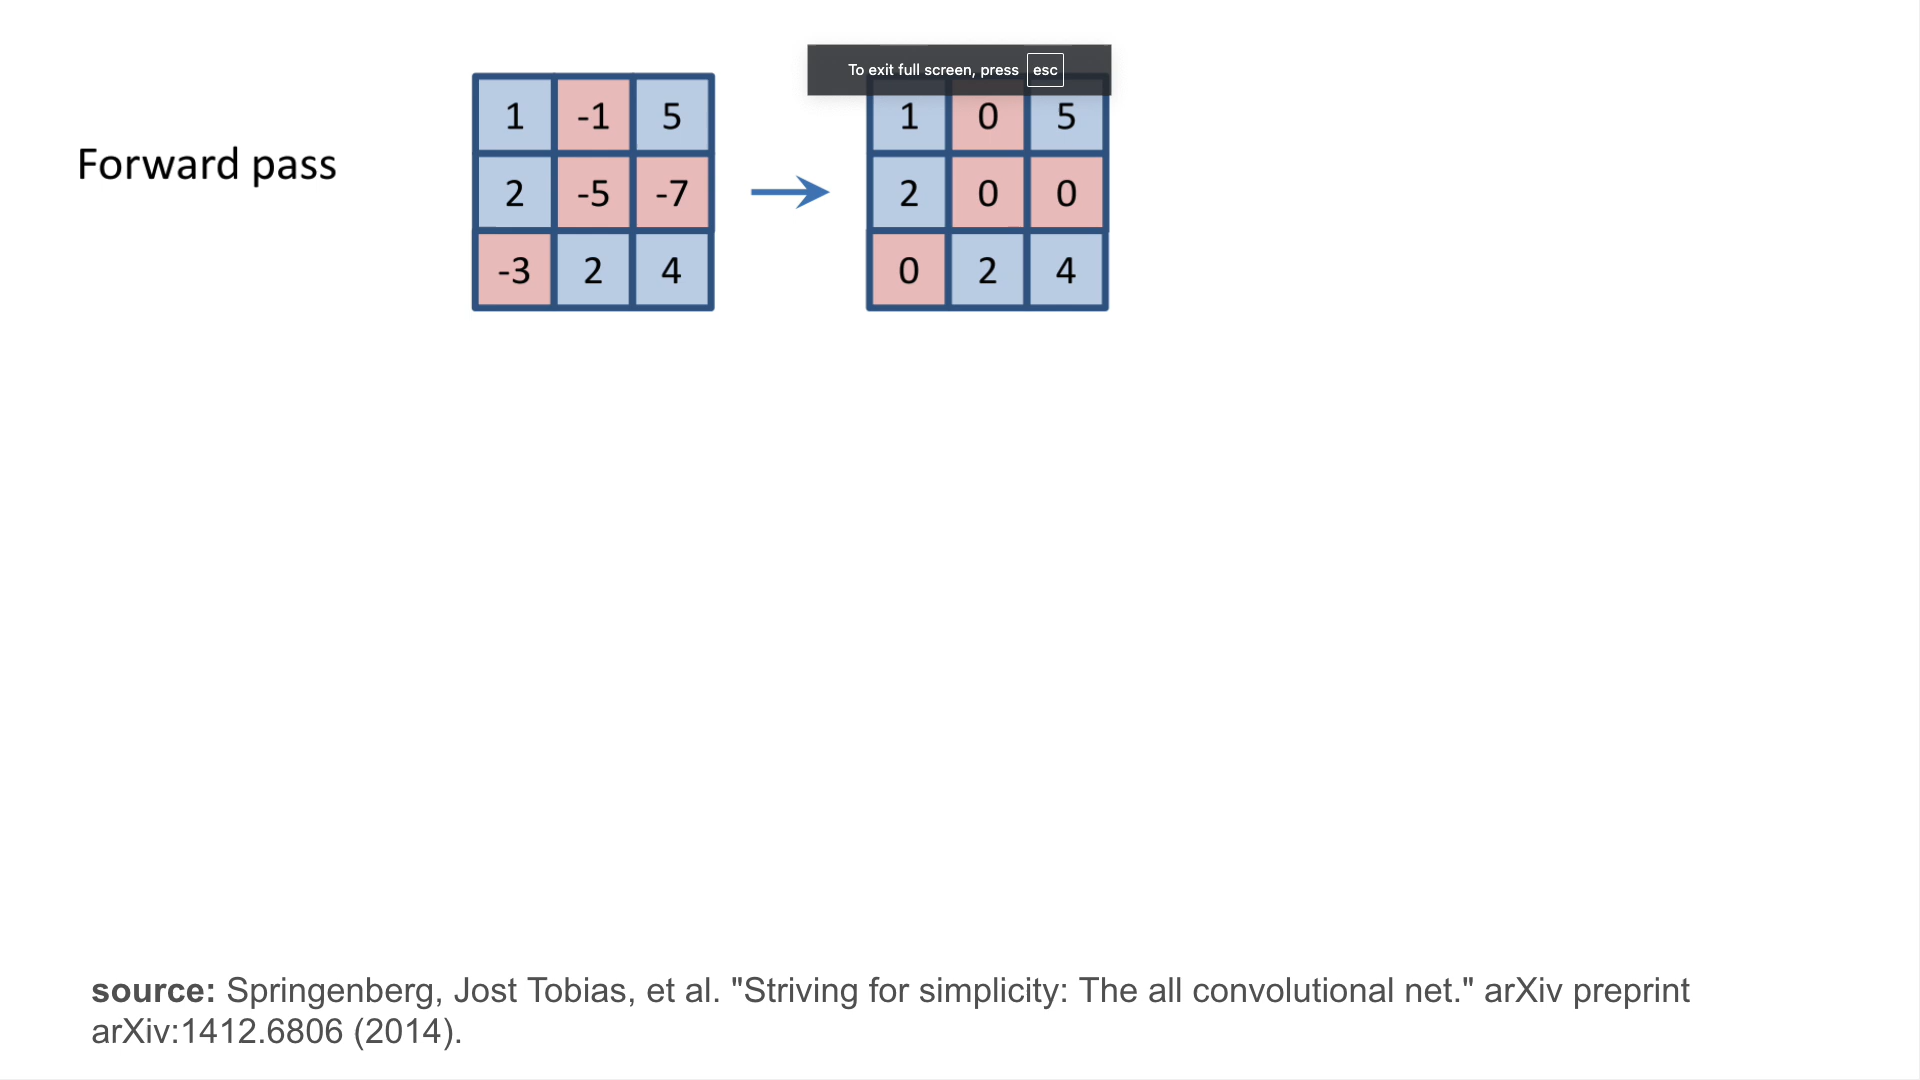 To exit full screen, press esc
Forward pass
1 -1 5
2 -5 -7
-3 2 4
1 0 5
2 0 0
0 2 4
source: Springenberg, Jost Tobias, et al. "Striving for simplicity: The all convolutional net." arXiv preprint
arXiv:1412.6806 (2014).